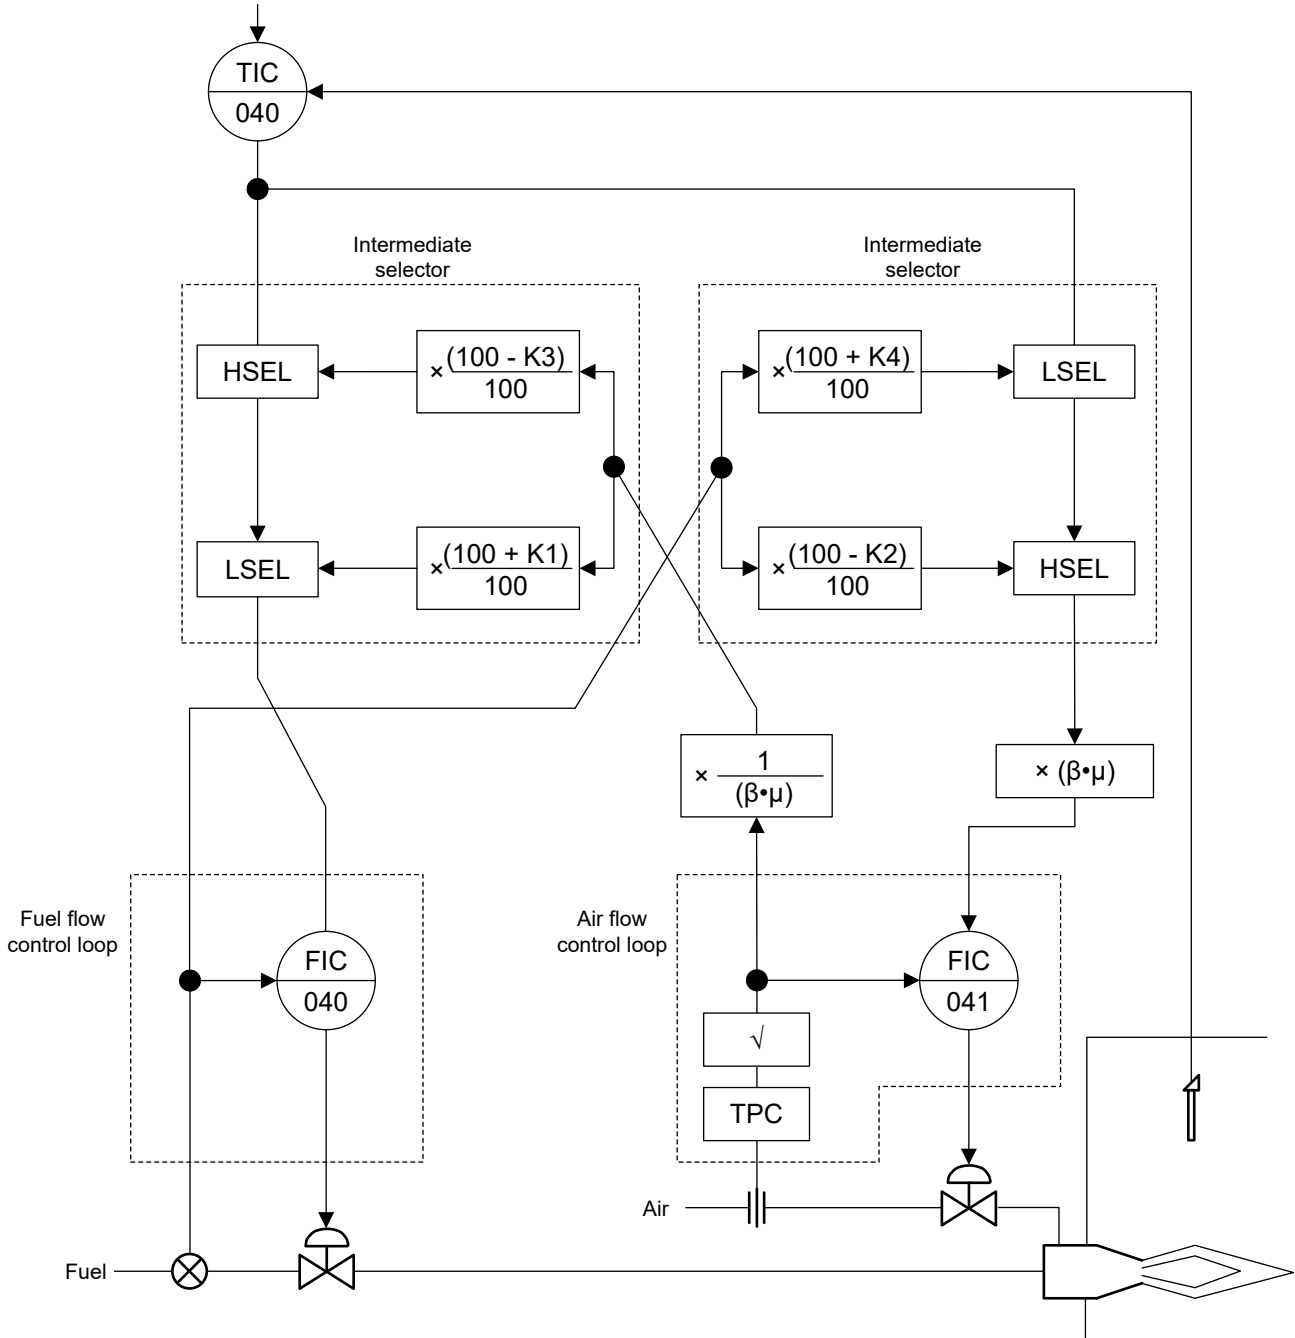 TIC
040
Intermediate
selector
Intermediate
selector
HSEL
×(100 - K3)
100
×(100 + K4)
100
LSEL
LSEL
×(100 + K1)
100
×(100 - K2)
100
HSEL
× 1
(β•μ)
× (β•μ)
Fuel flow
control loop
Air flow
control loop
FIC
040
FIC
041
√
TPC
Air
Fuel